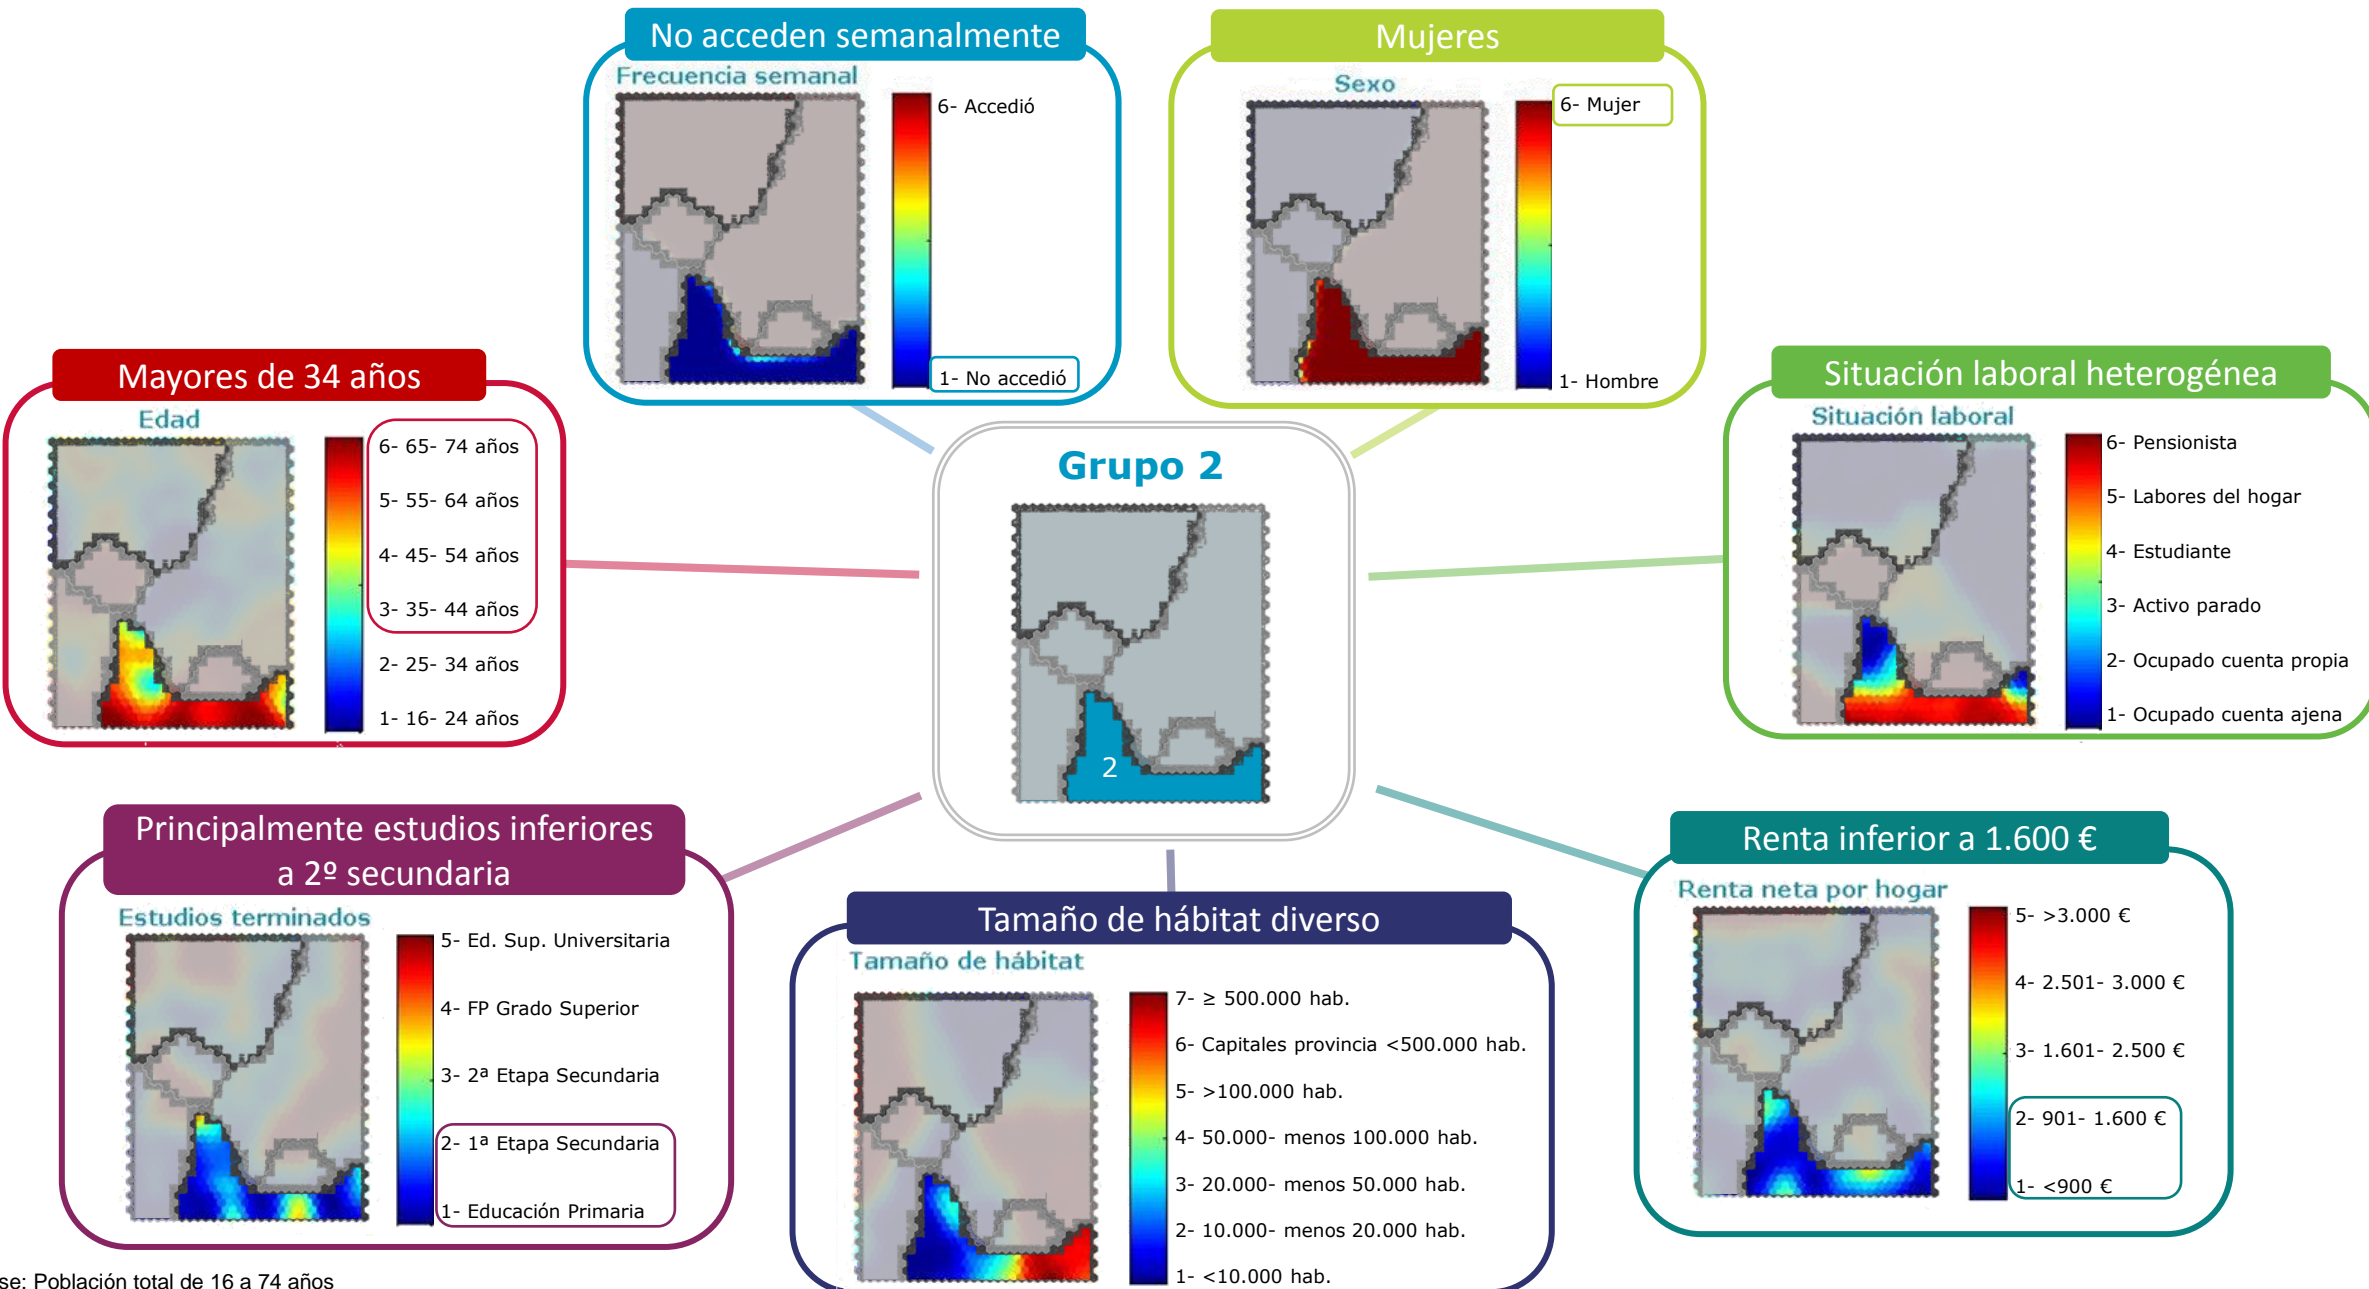 No acceden semanalmente
Frecuencia semanal
6- Accedió
1- No accedió
Mujeres
Sexo
6- Mujer
1- Hombre
Mayores de 34 años
Edad
6- 65- 74 años
5- 55- 64 años
4- 45- 54 años
3- 35- 44 años
2- 25- 34 años
1- 16- 24 años
Grupo 2
2
Situación laboral heterogénea
Situación laboral
6- Pensionista
5- Labores del hogar
4- Estudiante
3- Activo parado
2- Ocupado cuenta propia
1- Ocupado cuenta ajena
Principalmente estudios inferiores
a 2º secundaria
Estudios terminados
5- Ed. Sup. Universitaria
4- FP Grado Superior
3- 2ª Etapa Secundaria
2- 1ª Etapa Secundaria
1- Educación Primaria
Tamaño de hábitat diverso
Tamaño de hábitat
7- ≥ 500.000 hab.
6- Capitales provincia <500.000 hab.
5- >100.000 hab.
4- 50.000- menos 100.000 hab.
3- 20.000- menos 50.000 hab.
2- 10.000- menos 20.000 hab.
1- <10.000 hab.
Renta inferior a 1.600 €
Renta neta por hogar
5- >3.000 €
4- 2.501- 3.000 €
3- 1.601- 2.500 €
2- 901- 1.600 €
1- <900 €
se: Población total de 16 a 74 años